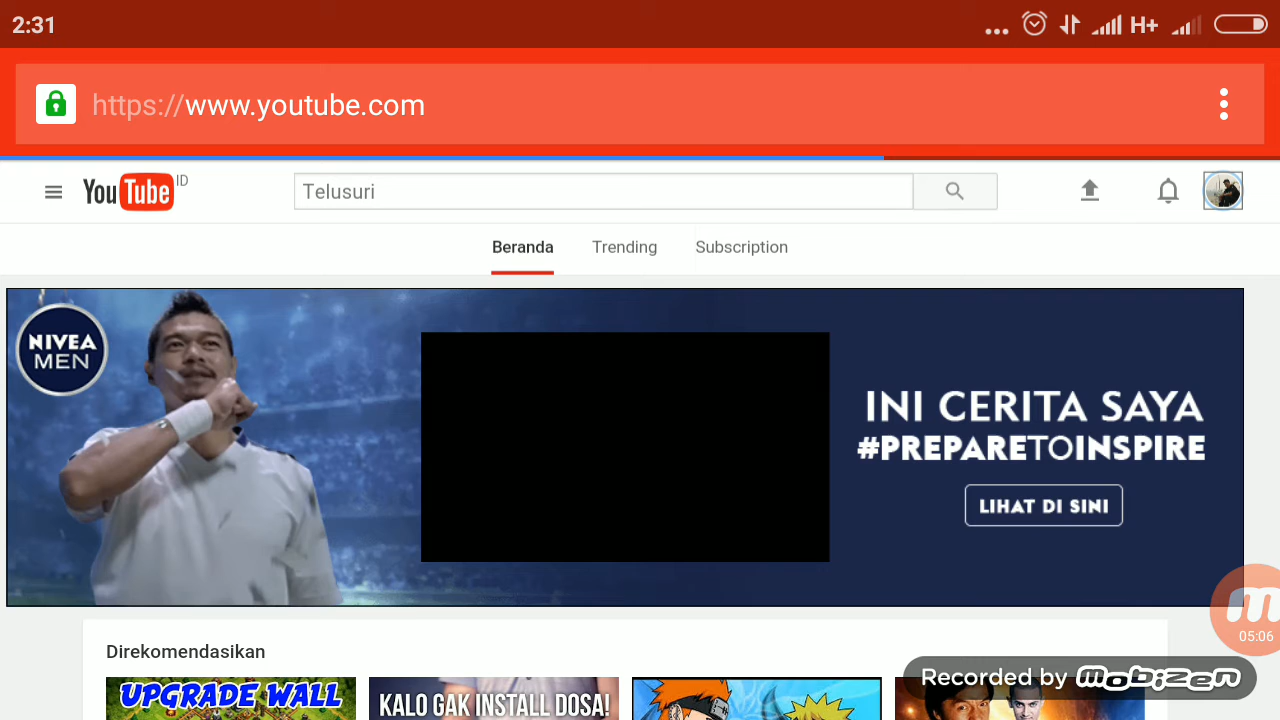 2:31
H+
https://www.youtube.com
YouTube ID
Telusuri
Beranda Trending Subscription
NIVEA
MEN
INI CERITA SAYA
#PREPARETOINSPIRE
LIHAT DI SINI
05:06
Direkomendasikan
Recorded by mobizen
UPGRADE WALL
KALO GAK INSTALL DOSA!